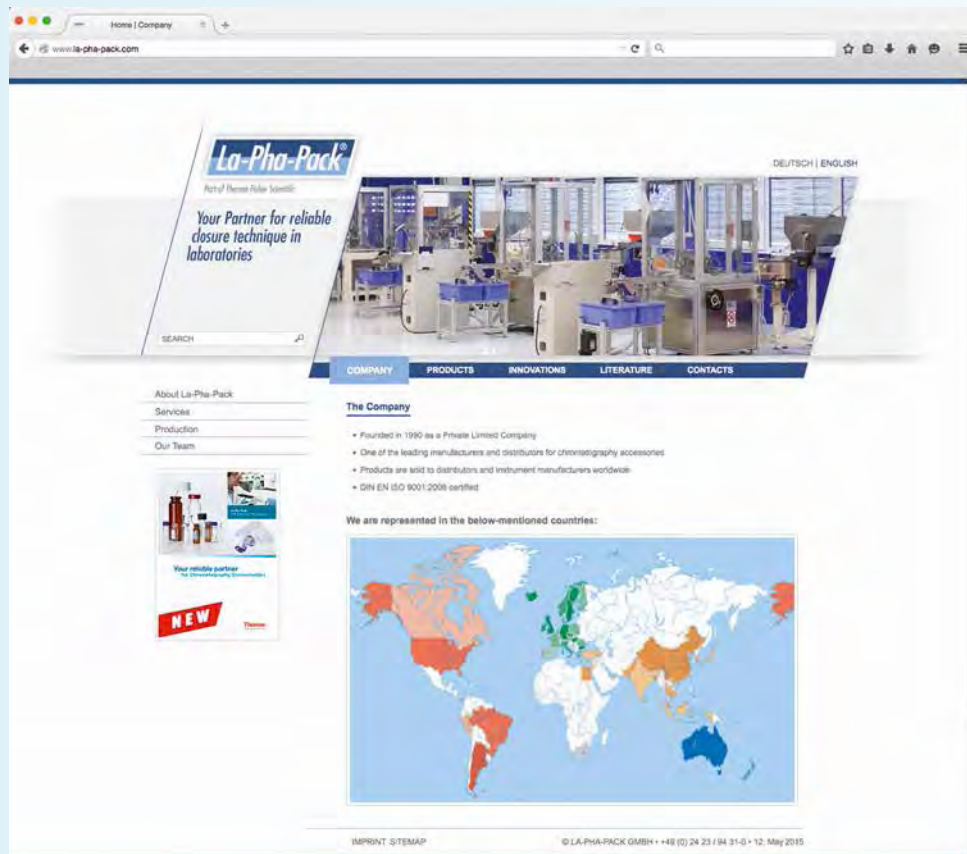 Home | Company
www.la-pha-pack.com
La-Pha-Pack®
Part of Thermo Fisher Scientific
DEUTSCH | ENGLISH
Your Partner for reliable
closure technique in
laboratories
SEARCH
COMPANY PRODUCTS INNOVATIONS LITERATURE CONTACTS
About La-Pha-Pack
Services
Production
Our Team
Your reliable partner
for Chromatography Consumables
NEW
Thermo
The Company
• Founded in 1990 as a Private Limited Company
• One of the leading manufacturers and distributors for chromatography accessories
• Products are sold to distributors and instrument manufacturers worldwide
• DIN EN ISO 9001:2008 certified
We are represented in the below-mentioned countries:
IMPRINT SITEMAP
© LA-PHA-PACK GMBH • +49 (0) 24 23 / 94 31-0 • 12. May 2015